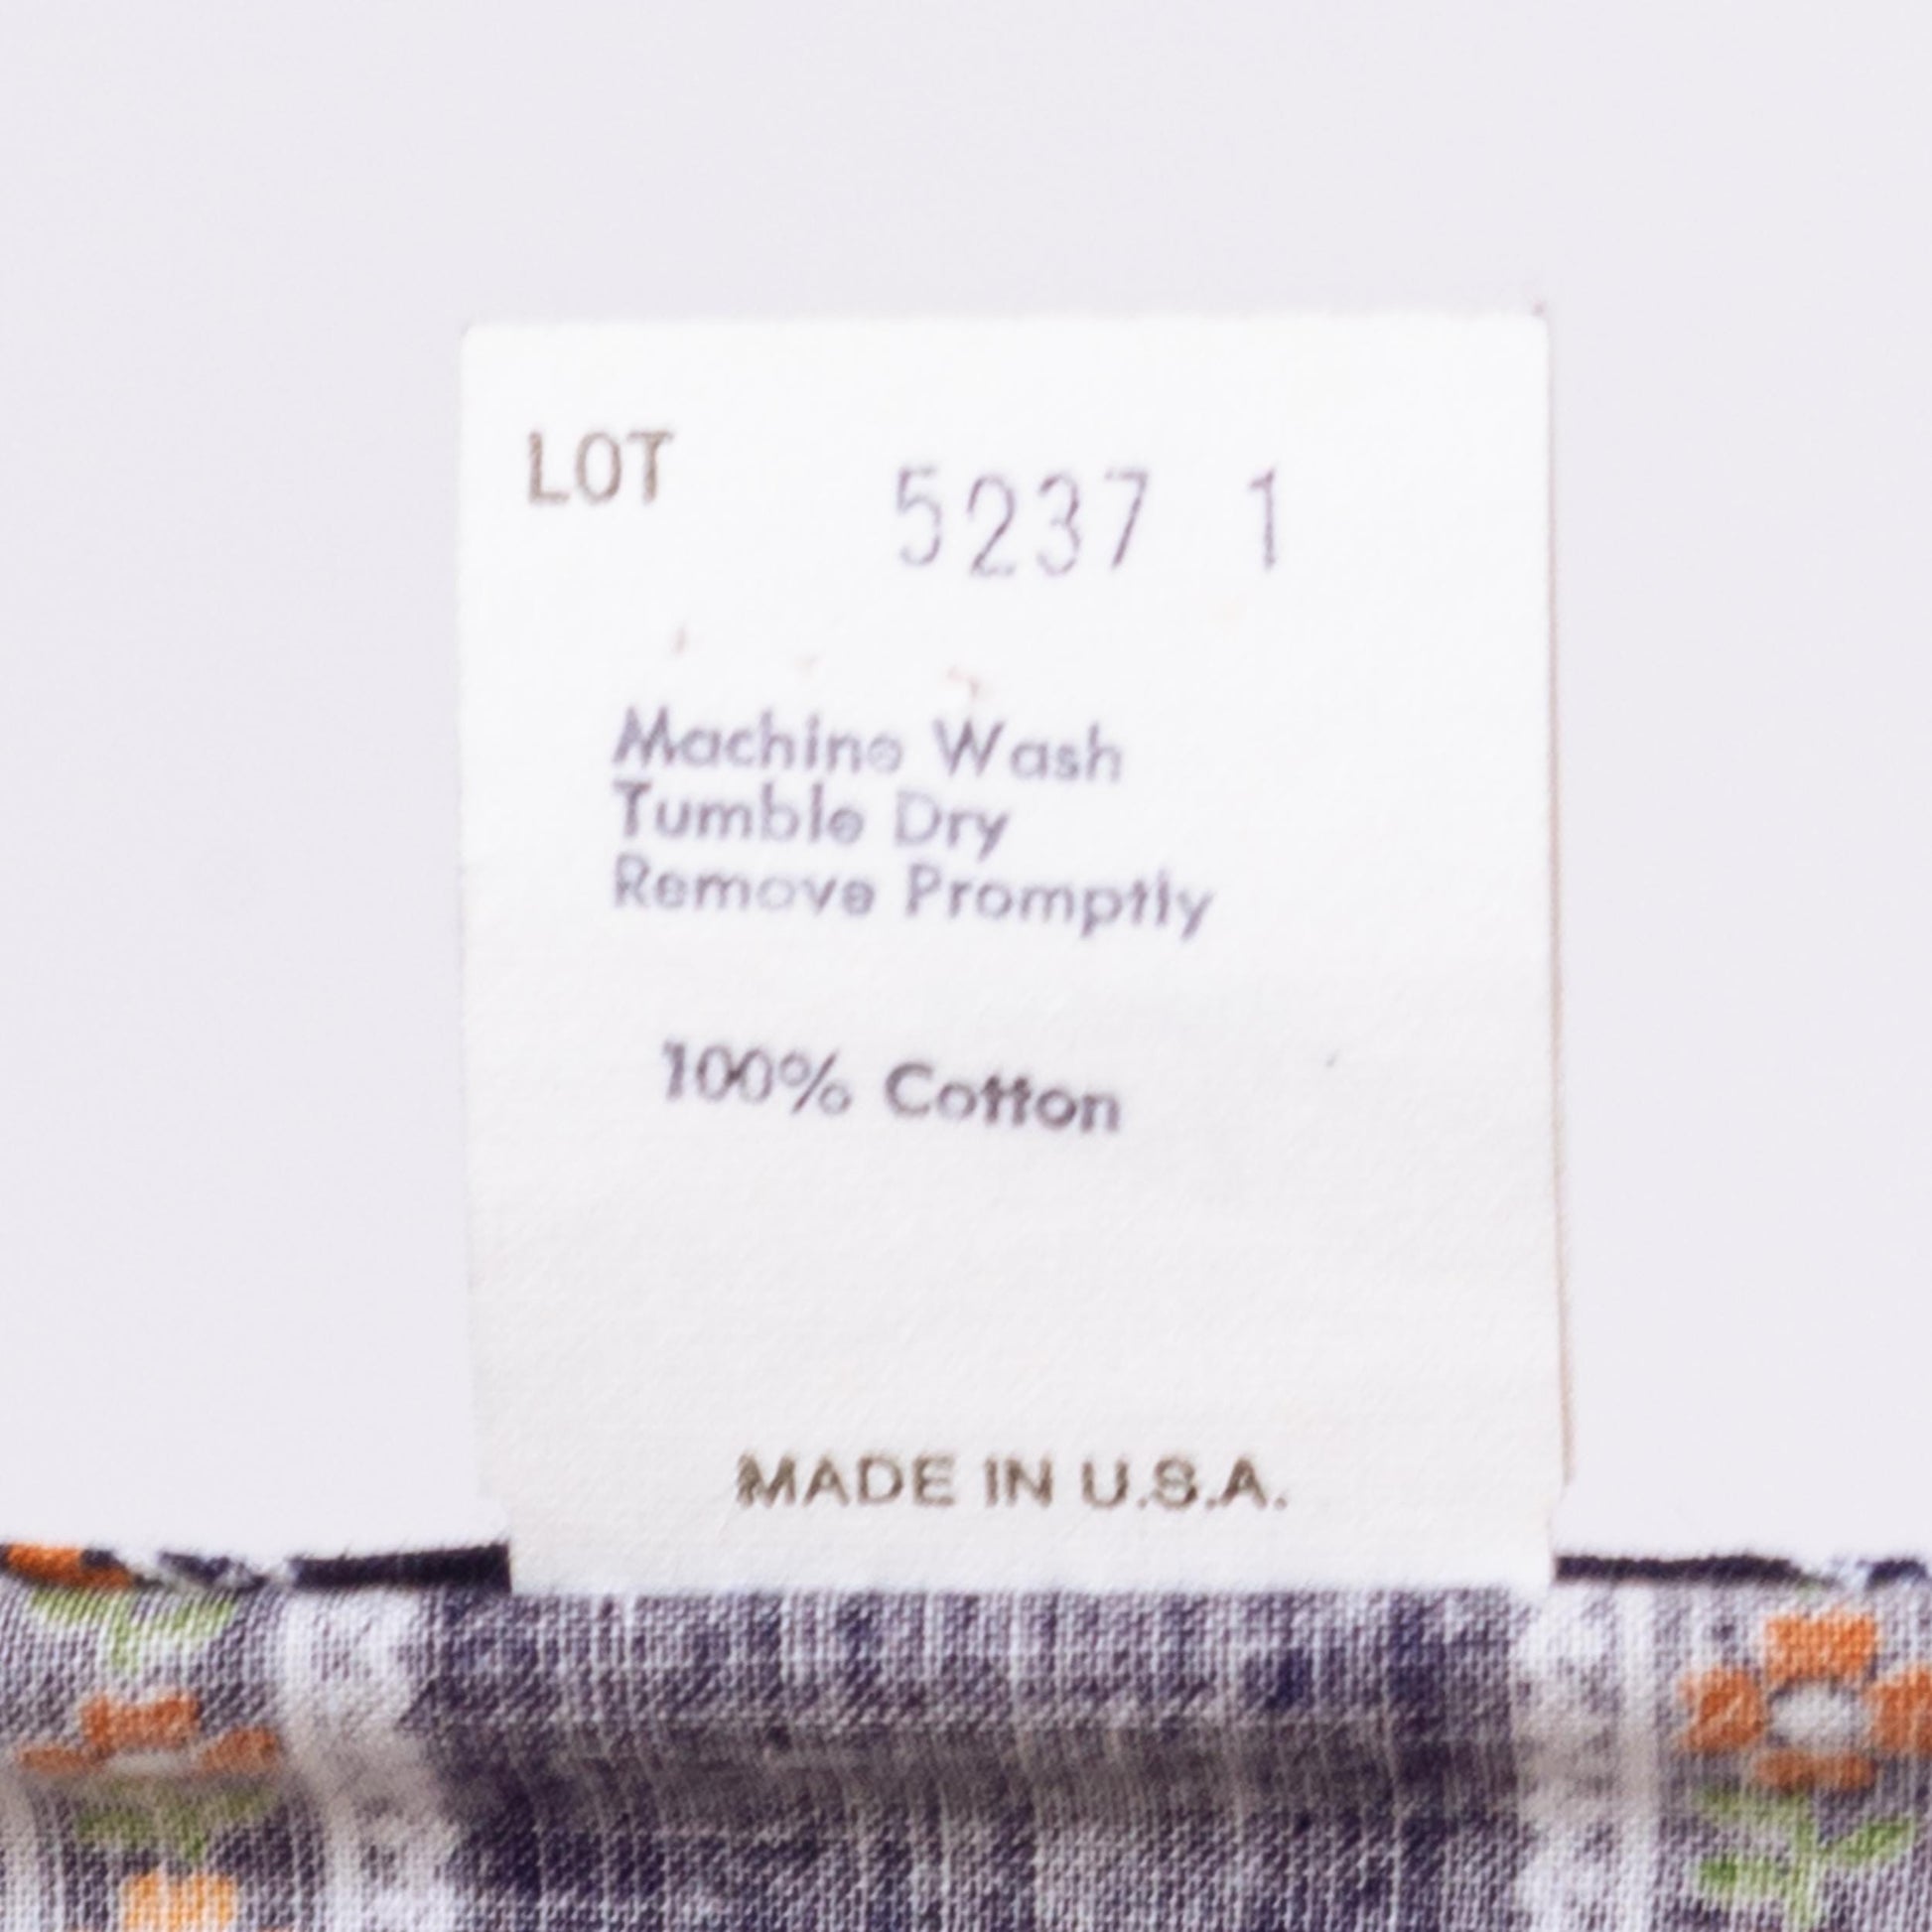 LOT 5237 1
Machine Wash
Tumble Dry
Remove Promptly
100% Cotton
MADE IN U.S.A.